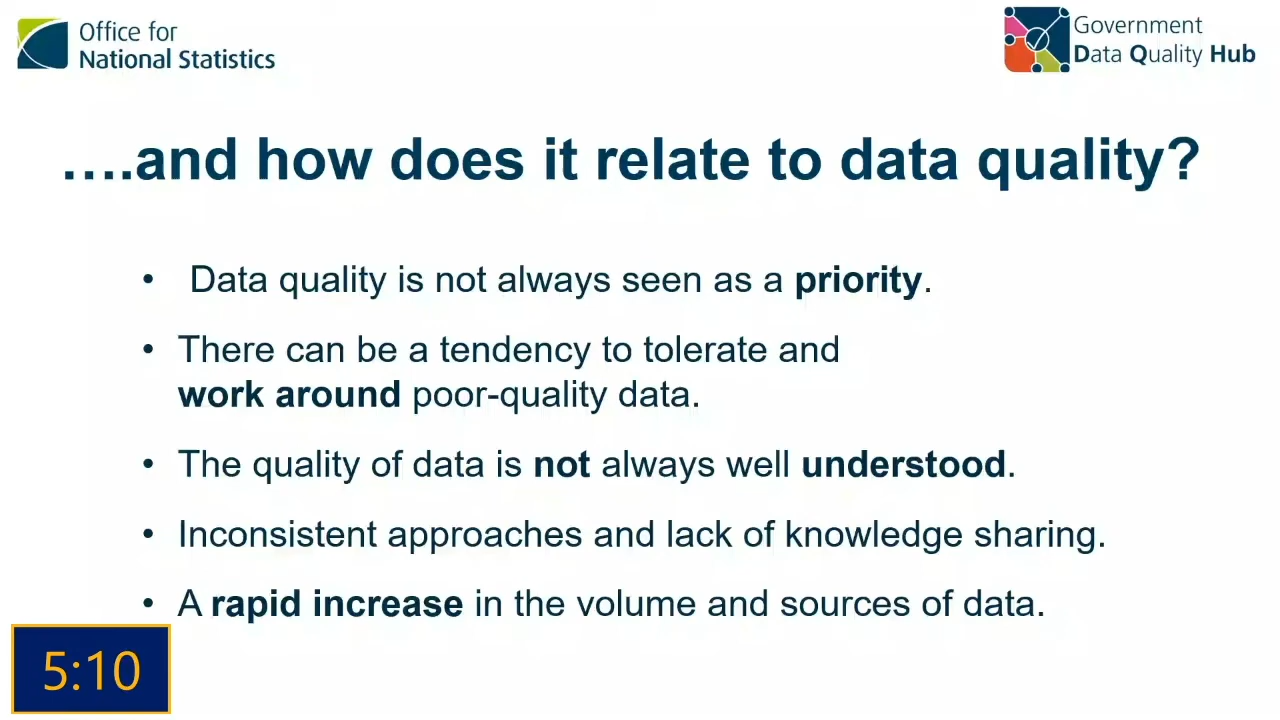 Office for
National Statistics
Government
Data Quality Hub
….and how does it relate to data quality?
• Data quality is not always seen as a priority.
• There can be a tendency to tolerate and
work around poor-quality data.
• The quality of data is not always well understood.
• Inconsistent approaches and lack of knowledge sharing.
• A rapid increase in the volume and sources of data.
5:10